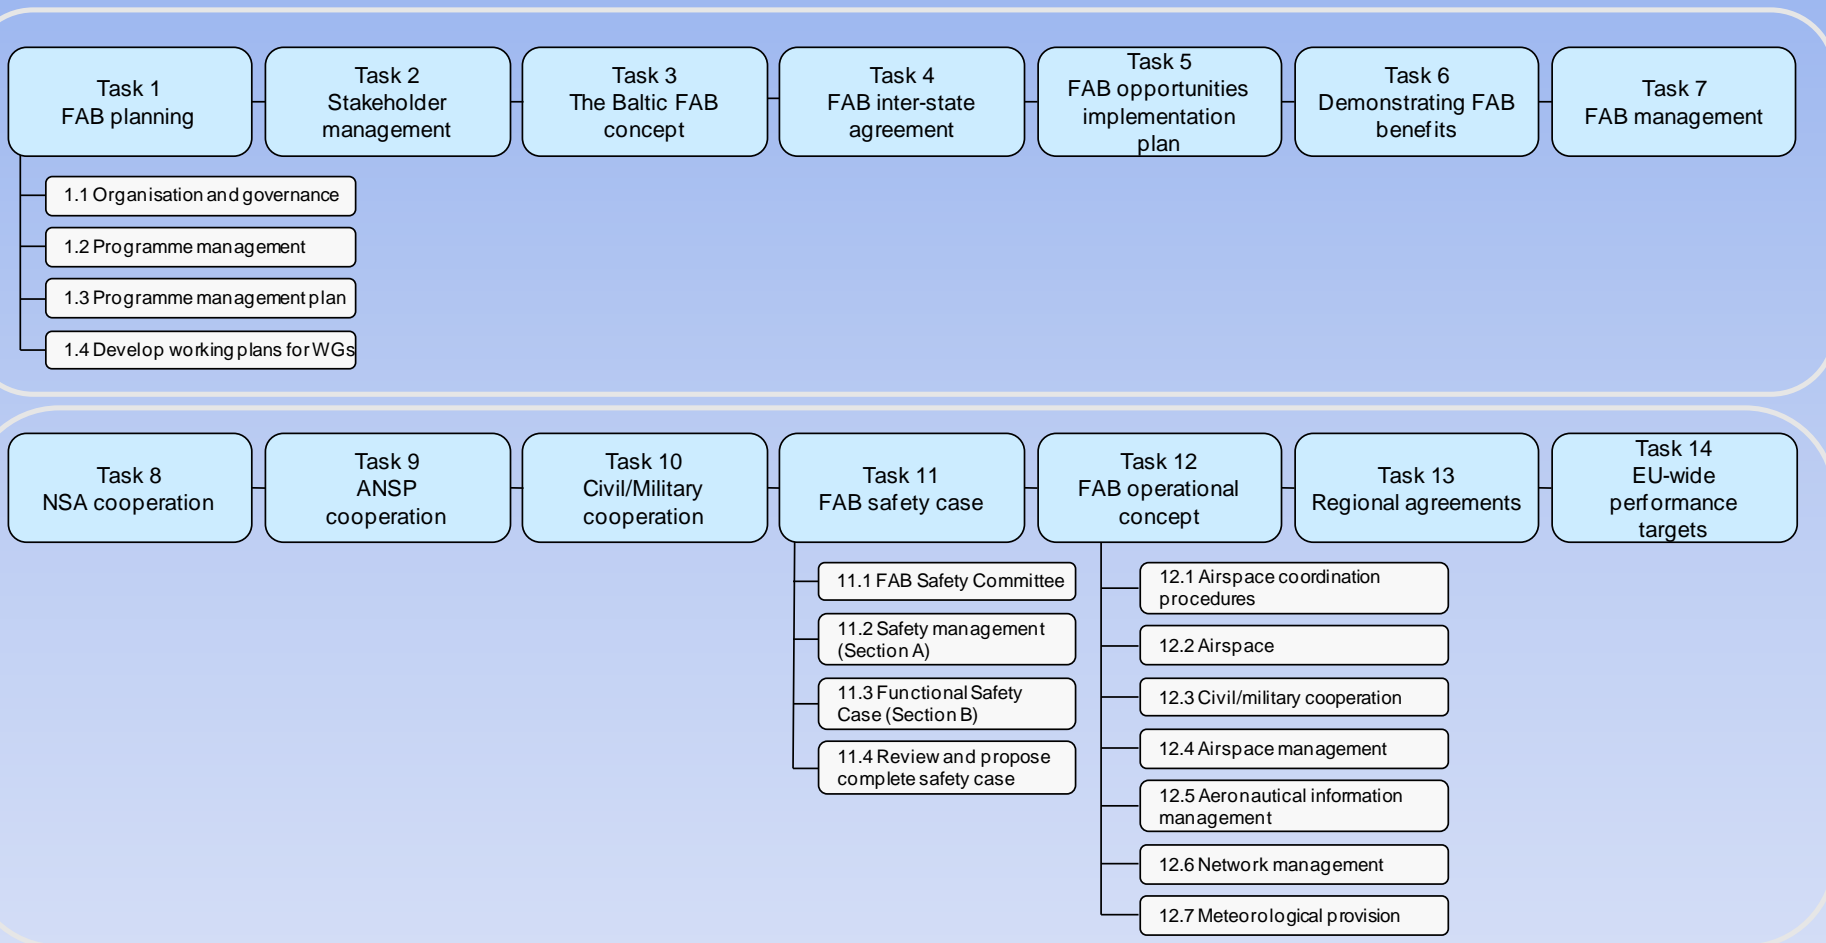 Task 1
FAB planning
Task 2
Stakeholder
management
Task 3
The Baltic FAB
concept
Task 4
FAB inter-state
agreement
Task 5
FAB opportunities
implementation
plan
Task 6
Demonstrating FAB
benefits
Task 7
FAB management
1.1 Organisation and governance
1.2 Programme management
1.3 Programme management plan
1.4 Develop working plans for WGs
Task 8
NSA cooperation
Task 9
ANSP
cooperation
Task 10
Civil/Military
cooperation
Task 11
FAB safety case
Task 12
FAB operational
concept
Task 13
Regional agreements
Task 14
EU-wide
performance
targets
11.1 FAB Safety Committee
11.2 Safety management
(Section A)
11.3 Functional Safety
Case (Section B)
11.4 Review and propose
complete safety case
12.1 Airspace coordination
procedures
12.2 Airspace
12.3 Civil/military cooperation
12.4 Airspace management
12.5 Aeronautical information
management
12.6 Network management
12.7 Meteorological provision